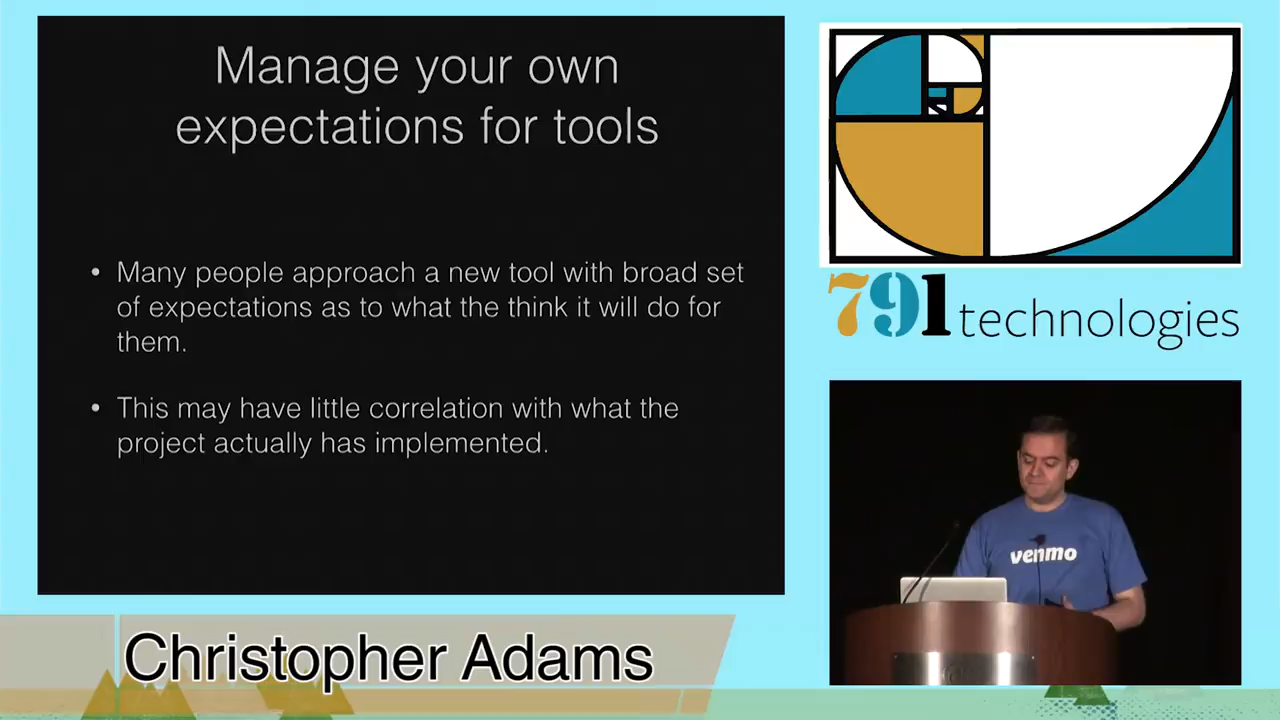 Manage your own
expectations for tools
• Many people approach a new tool with broad set
of expectations as to what the think it will do for
them.
• This may have little correlation with what the
project actually has implemented.
791 technologies
venmo
Christopher Adams